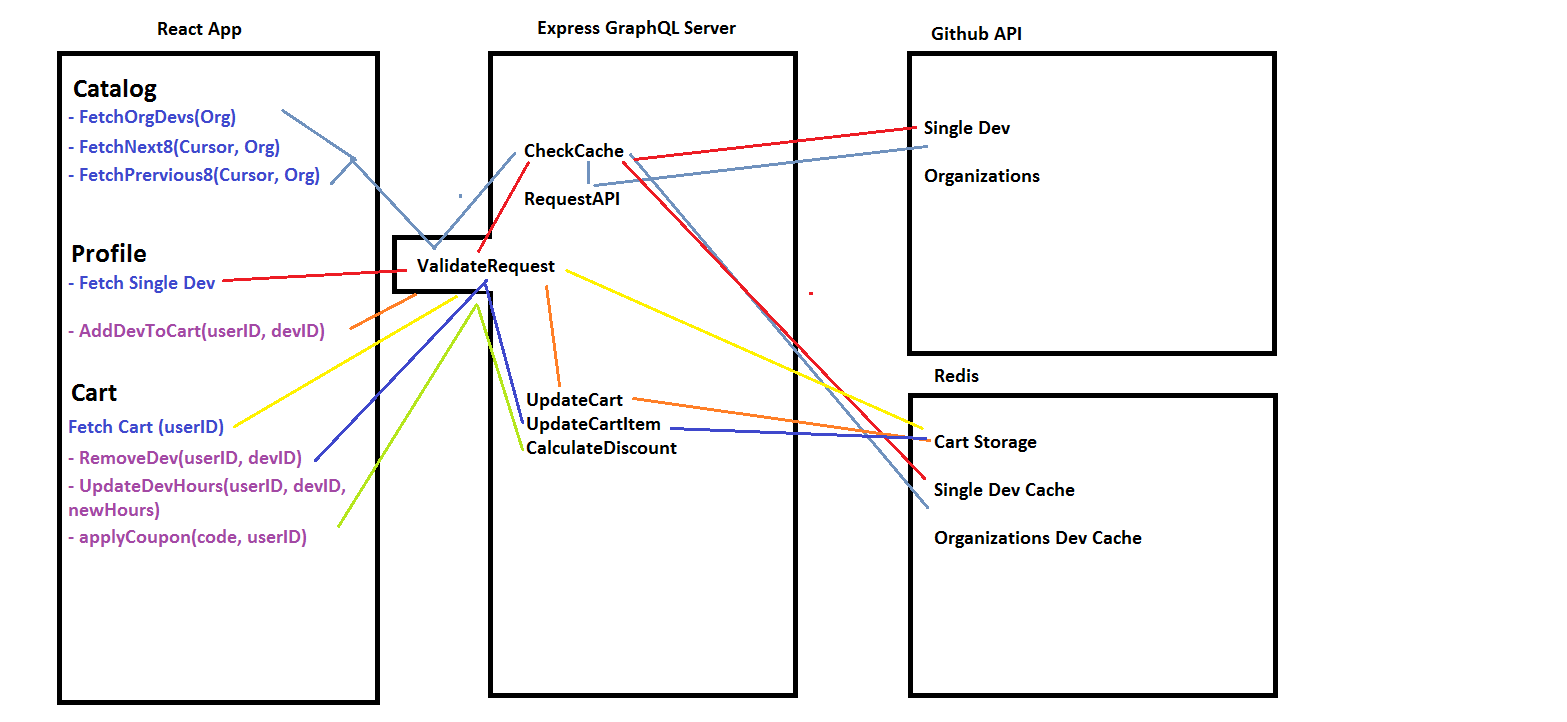 React App
Catalog
- FetchOrgDevs(Org)
- FetchNext8(Cursor, Org)
- FetchPrervious8(Cursor, Org)
Profile
- Fetch Single Dev
- AddDevToCart(userID, devID)
Cart
Fetch Cart (userID)
- RemoveDev(userID, devID)
- UpdateDevHours(userID, devID,
newHours)
- applyCoupon(code, userID)
Express GraphQL Server
CheckCache
RequestAPI
ValidateRequest
UpdateCart
UpdateCartItem
CalculateDiscount
Github API
Single Dev
Organizations
Redis
Cart Storage
Single Dev Cache
Organizations Dev Cache